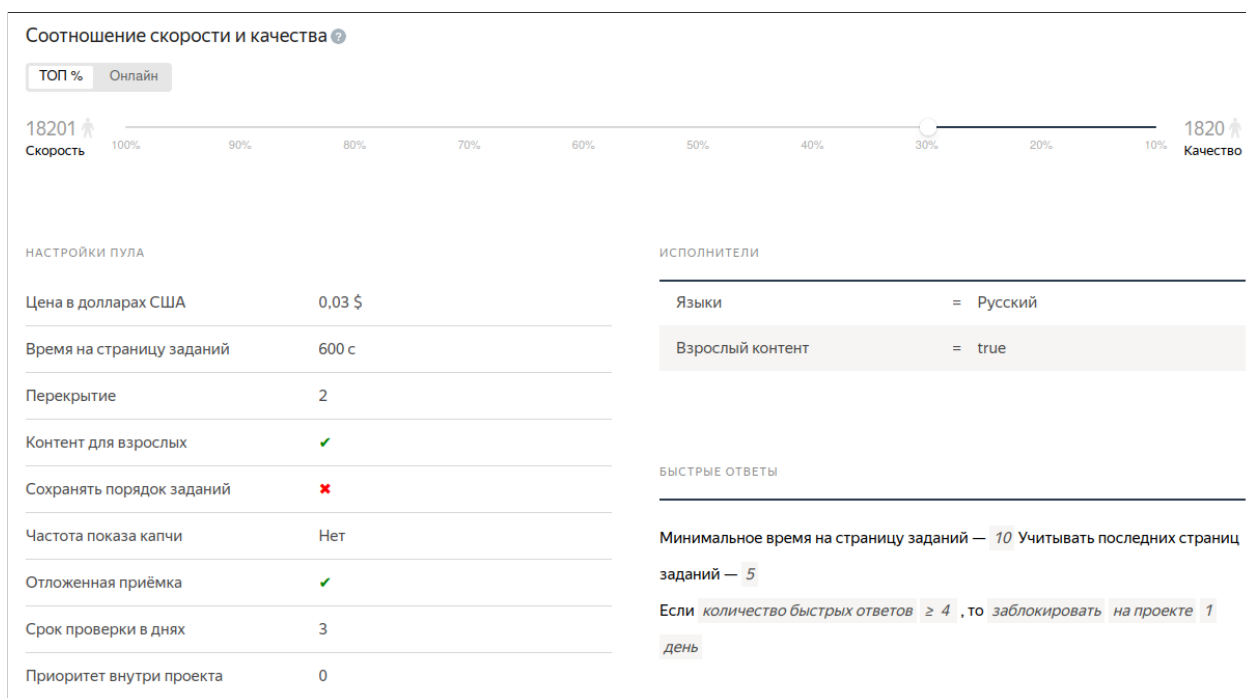 Соотношение скорости и качества ?
ТОП % Онлайн
18201 1820
Скорость 100% 90% 80% 70% 60% 50% 40% 30% 20% 10% Качество
НАСТРОЙКИ ПУЛА
Цена в долларах США 0,03 $
Время на страницу заданий 600 с
Перекрытие 2
Контент для взрослых ✔
Сохранять порядок заданий ✖
Частота показа капчи Нет
Отложенная приёмка ✔
Срок проверки в днях 3
Приоритет внутри проекта 0
ИСПОЛНИТЕЛИ
Языки = Русский
Взрослый контент = true
БЫСТРЫЕ ОТВЕТЫ
Минимальное время на страницу заданий — 10 Учитывать последних страниц
заданий — 5
Если количество быстрых ответов ≥ 4 , то заблокировать на проекте 1
день